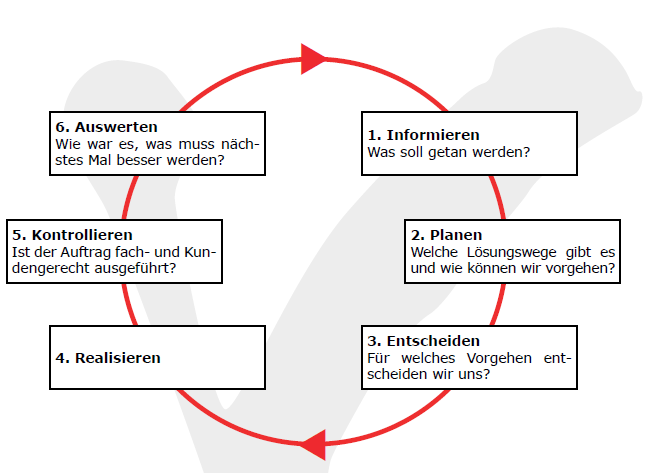 1. Informieren
Was soll getan werden?
2. Planen
Welche Lösungswege gibt es
und wie können wir vorgehen?
3. Entscheiden
Für welches Vorgehen ent-
scheiden wir uns?
4. Realisieren
5. Kontrollieren
Ist der Auftrag fach- und Kun-
dengerecht ausgeführt?
6. Auswerten
Wie war es, was muss näch-
stes Mal besser werden?